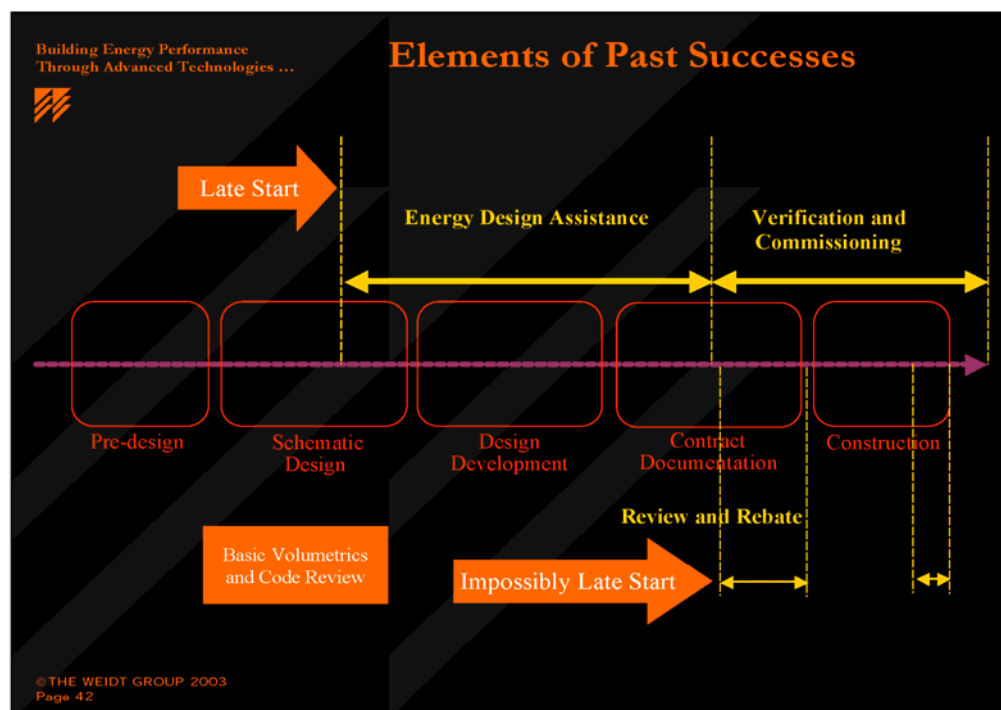 Building Energy Performance
Through Advanced Technologies ...
Elements of Past Successes
Late Start
Energy Design Assistance
Verification and
Commissioning
Pre-design
Schematic
Design
Design
Development
Contract
Documentation
Construction
Review and Rebate
Basic Volumetrics
and Code Review
Impossibly Late Start
©THE WEIDT GROUP 2003
Page 42